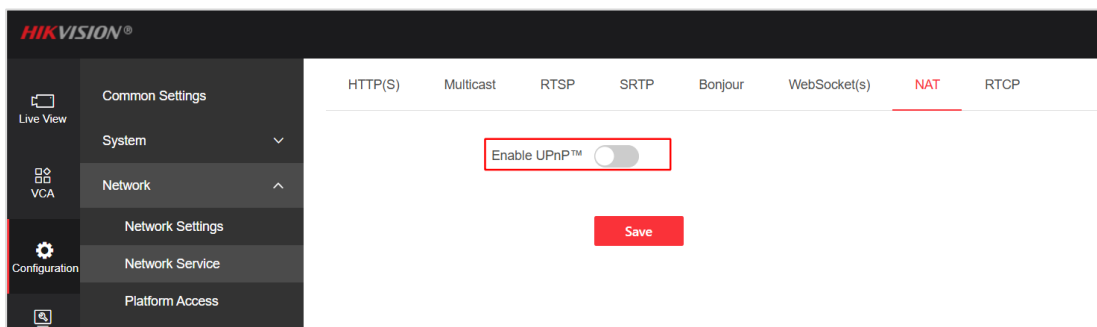 HIKVISION®
HTTP(S) Multicast RTSP SRTP Bonjour WebSocket(s) NAT RTCP
Live View
VCA
Configuration
Common Settings
System
Network
Network Settings
Network Service
Platform Access
Enable UPnP™
Save